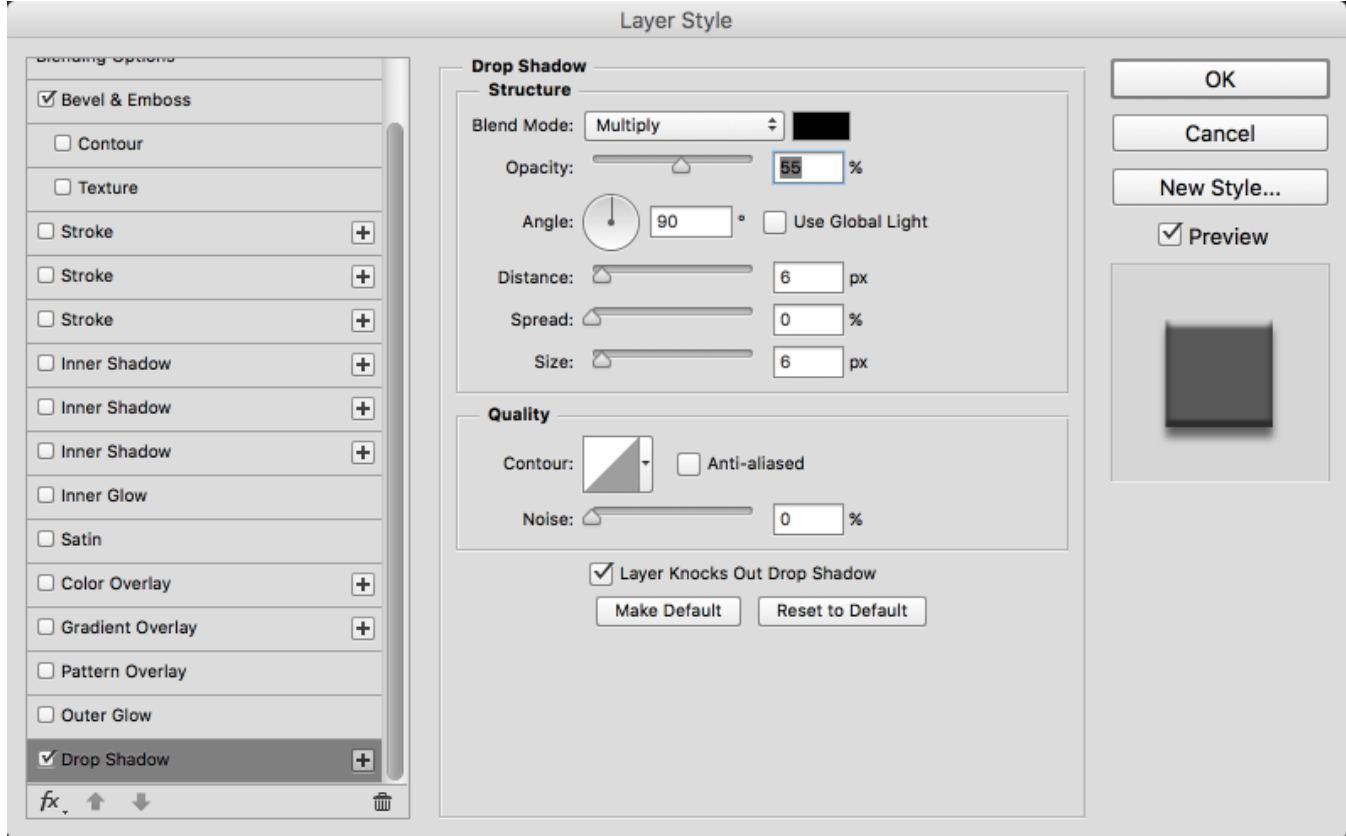 Layer Style
Blending Options
Bevel & Emboss
Contour
Texture
Stroke
Stroke
Stroke
Inner Shadow
Inner Shadow
Inner Shadow
Inner Glow
Satin
Color Overlay
Gradient Overlay
Pattern Overlay
Outer Glow
Drop Shadow
fx
Drop Shadow
Structure
Blend Mode: Multiply
Opacity: 55 %
Angle: 90 ° Use Global Light
Distance: 6 px
Spread: 0 %
Size: 6 px
Quality
Contour: Anti-aliased
Noise: 0 %
Layer Knocks Out Drop Shadow
Make Default Reset to Default
OK
Cancel
New Style...
Preview